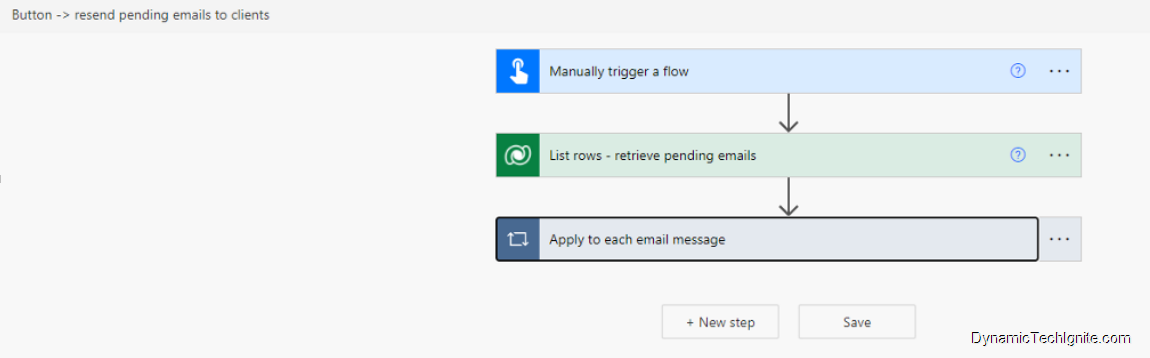 Button -> resend pending emails to clients
Manually trigger a flow
List rows - retrieve pending emails
Apply to each email message
+ New step
Save
DynamicTechIgnite.com